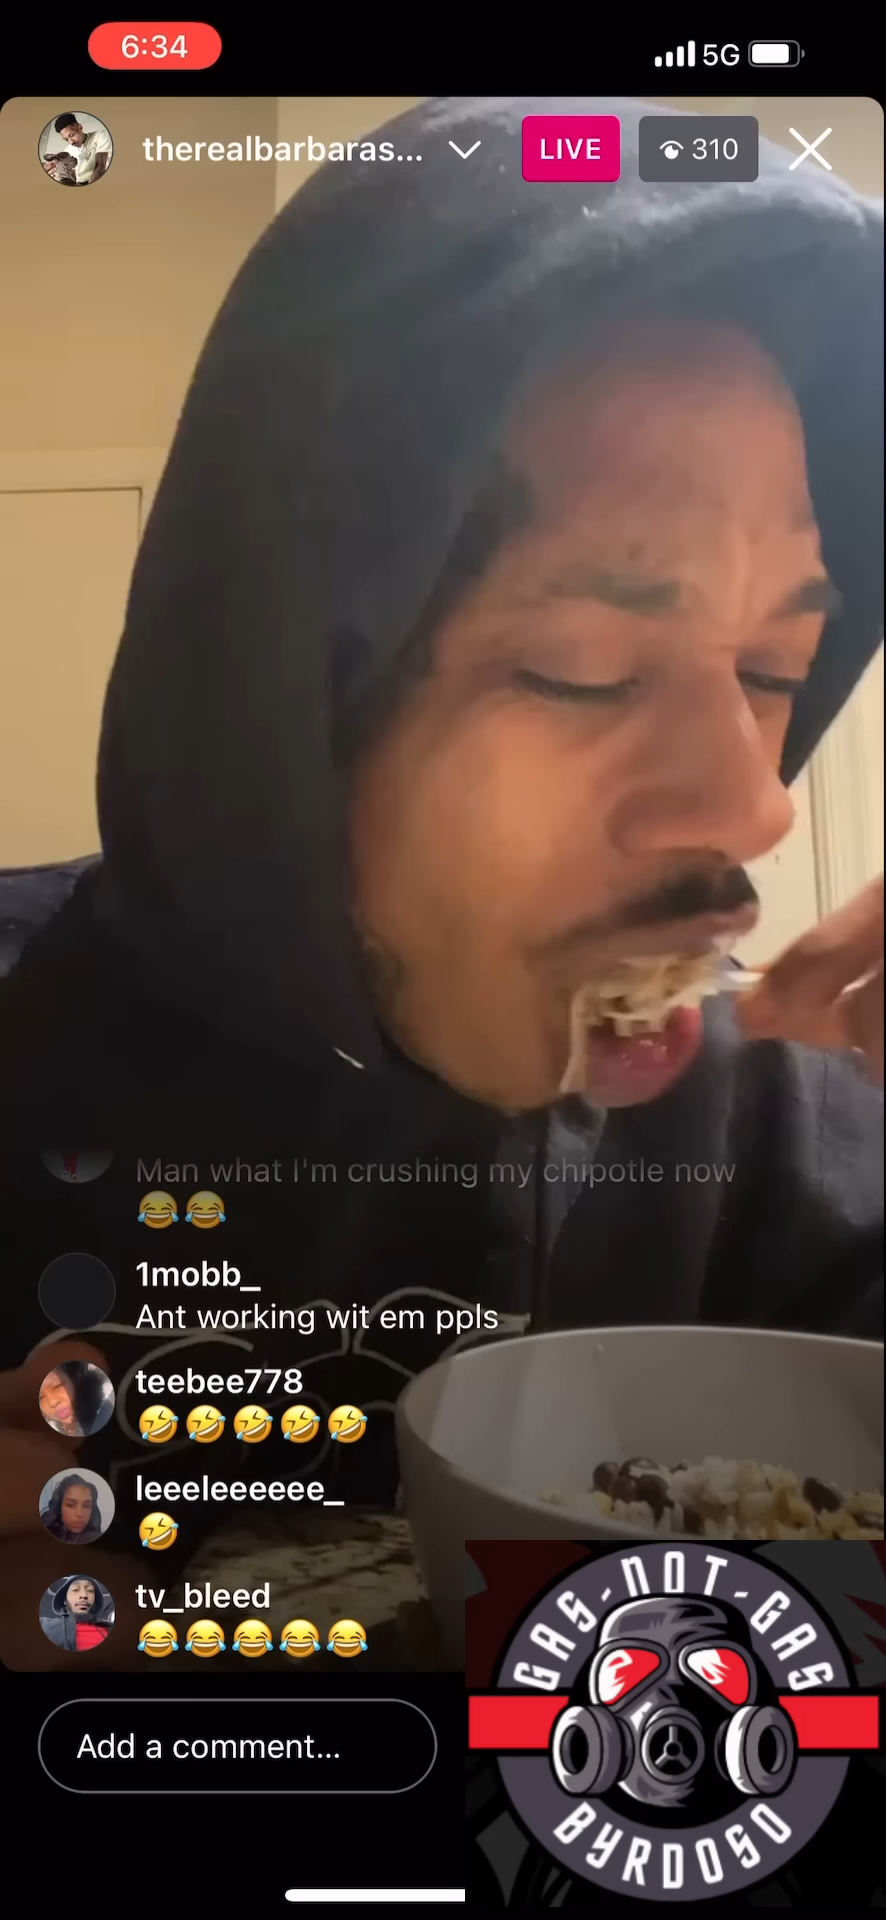 6:34
5G
therealbarbaras...
LIVE
310
Man what I'm crushing my chipotle now
😂😂
1mobb_
Ant working wit em ppls
teebee778
🤣🤣🤣🤣🤣
leeeleeeeee_
🤣
tv_bleed
😂😂😂😂😂
GAS-NOT-GAS
BYRDOSO
Add a comment...